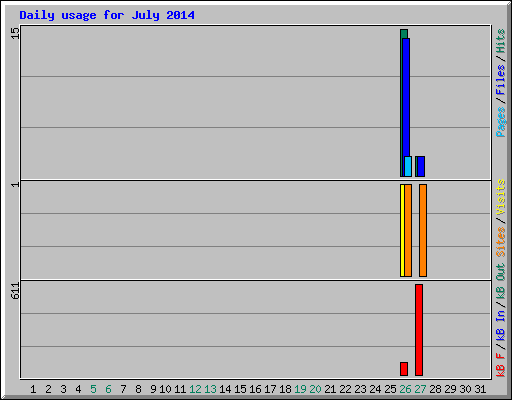 Daily usage for July 2014
15
1
611
Pages / Files / Hits
Sites / Visits
kB F / kB In / kB Out
1 2 3 4 5 6 7 8 9 10 11 12 13 14 15 16 17 18 19 20 21 22 23 24 25 26 27 28 29 30 31